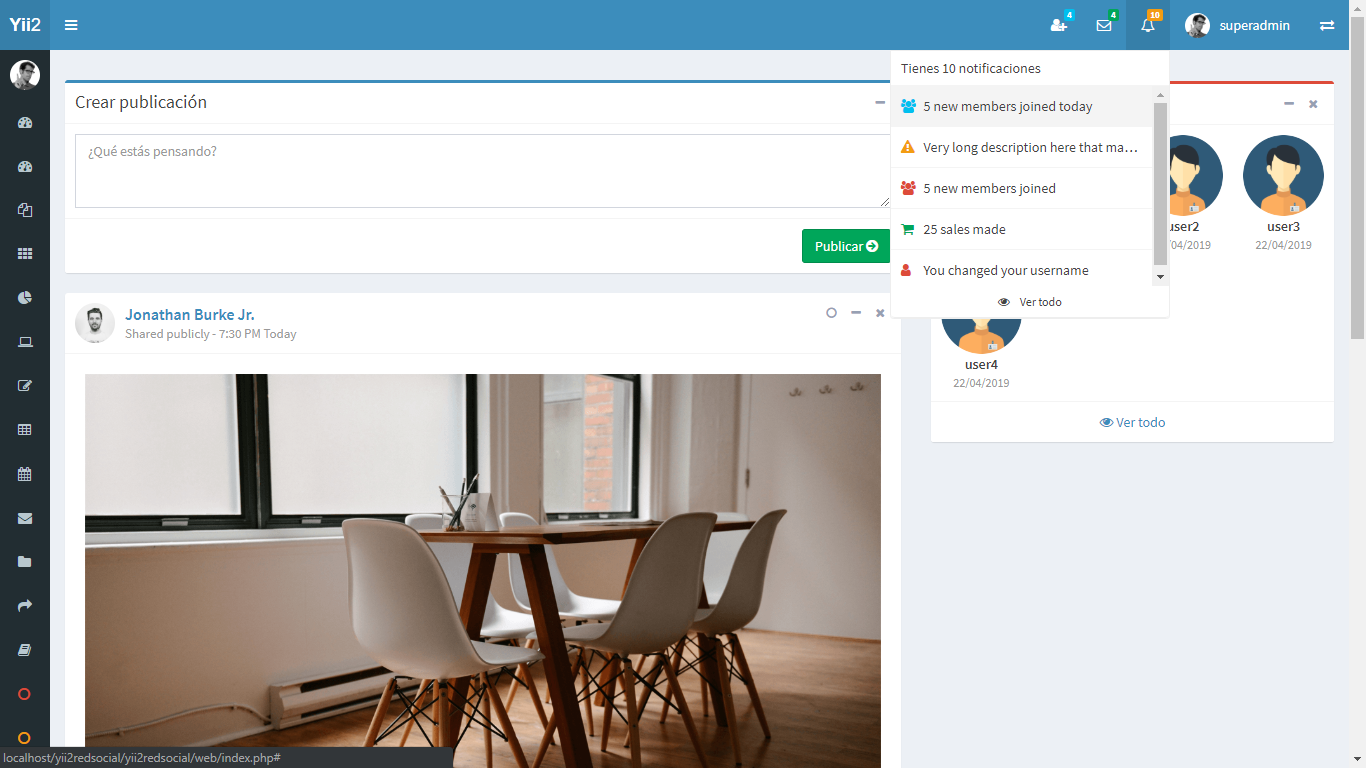 Yii2
4
4
10
superadmin
Tienes 10 notificaciones
5 new members joined today
Very long description here that ma...
5 new members joined
25 sales made
You changed your username
Ver todo
Crear publicación
¿Qué estás pensando?
Publicar
Jonathan Burke Jr.
Shared publicly - 7:30 PM Today
user2
user3
/04/2019
22/04/2019
user4
22/04/2019
Ver todo
localhost/yii2redsocial/yii2redsocial/web/index.php#